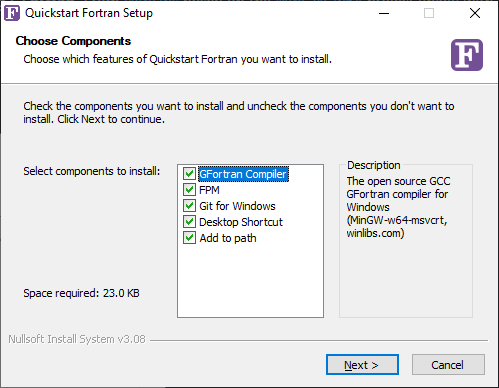 Quickstart Fortran Setup
Choose Components
Choose which features of Quickstart Fortran you want to install.
F
Check the components you want to install and uncheck the components you don't want to
install. Click Next to continue.
Select components to install:
GFortran Compiler
FPM
Git for Windows
Desktop Shortcut
Add to path
Description
The open source GCC
GFortran compiler for
Windows
(MinGW-w64-msvcrt,
winlibs.com)
Space required: 23.0 KB
Nullsoft Install System v3.08
Next >
Cancel